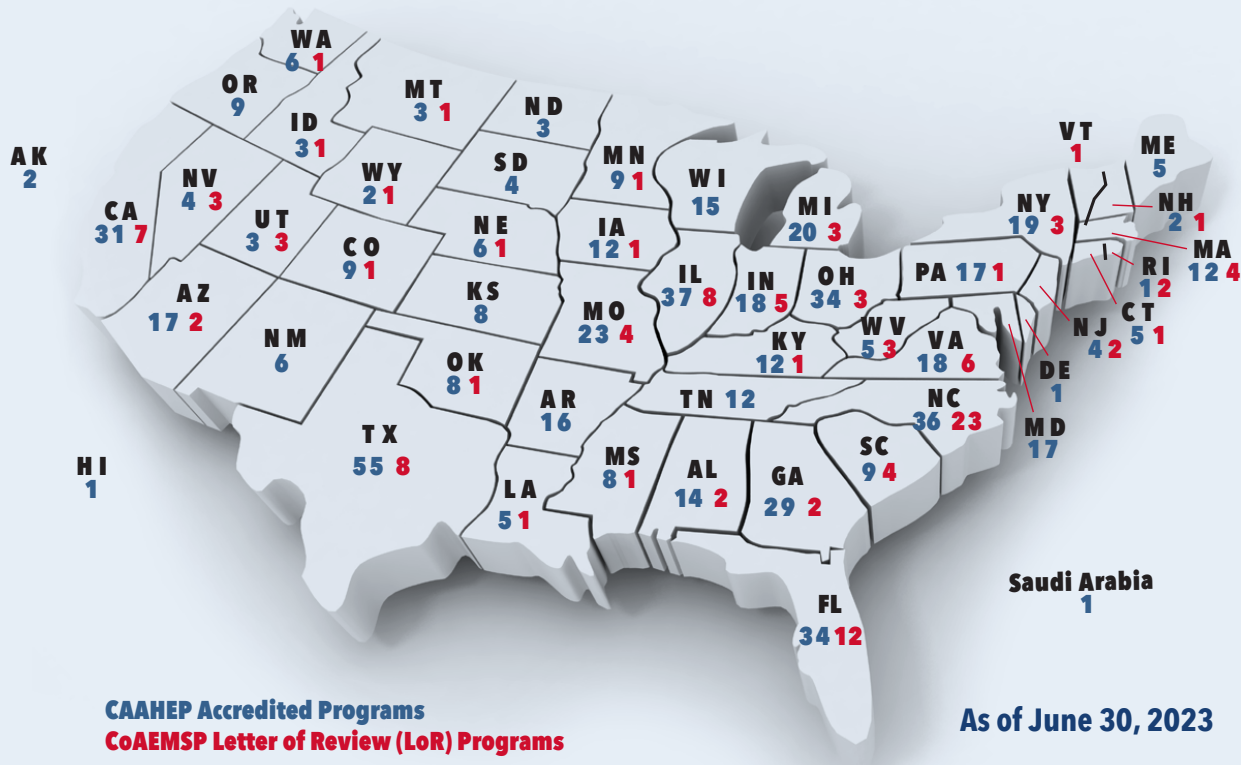 WA
6 1
OR
9
MT
3 1
ND
3
ID
3 1
MN
9 1
VT
1
ME
5
AK
2
SD
4
WI
15
WY
2 1
NV
4 3
MI
20 3
NY
19 3
NH
2 1
CA
31 7
UT
3 3
NE
6 1
IA
12 1
MA
12 4
CO
9 1
IL
37 8
IN
18 5
OH
34 3
PA 17 1
RI
1 2
AZ
17 2
KS
8
MO
23 4
WV
5 3
VA
18 6
NJ
4 2
CT
5 1
NM
6
KY
12 1
OK
8 1
DE
1
AR
16
TN 12
NC
36 23
MD
17
TX
55 8
HI
1
MS
8 1
AL
14 2
GA
29 2
SC
9 4
LA
5 1
Saudi Arabia
1
FL
34 12
CAAHEP Accredited Programs
CoAEMSP Letter of Review (LoR) Programs
As of June 30, 2023